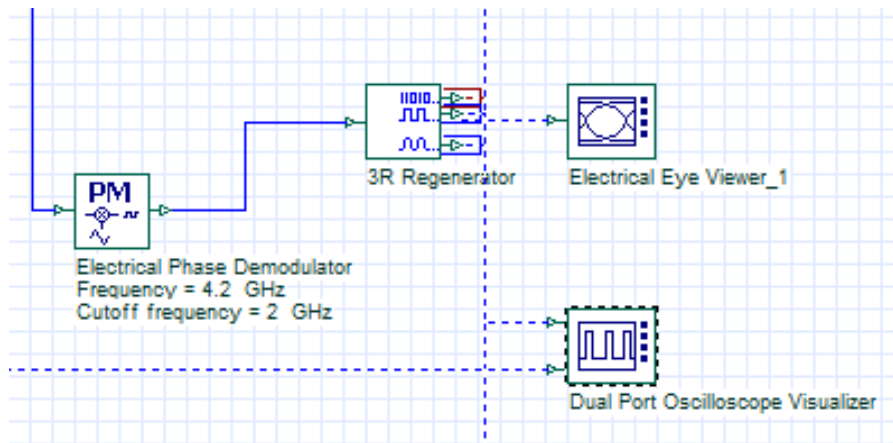 11010..
3R Regenerator
Electrical Eye Viewer_1
PM
Electrical Phase Demodulator
Frequency = 4.2 GHz
Cutoff frequency = 2 GHz
Dual Port Oscilloscope Visualizer